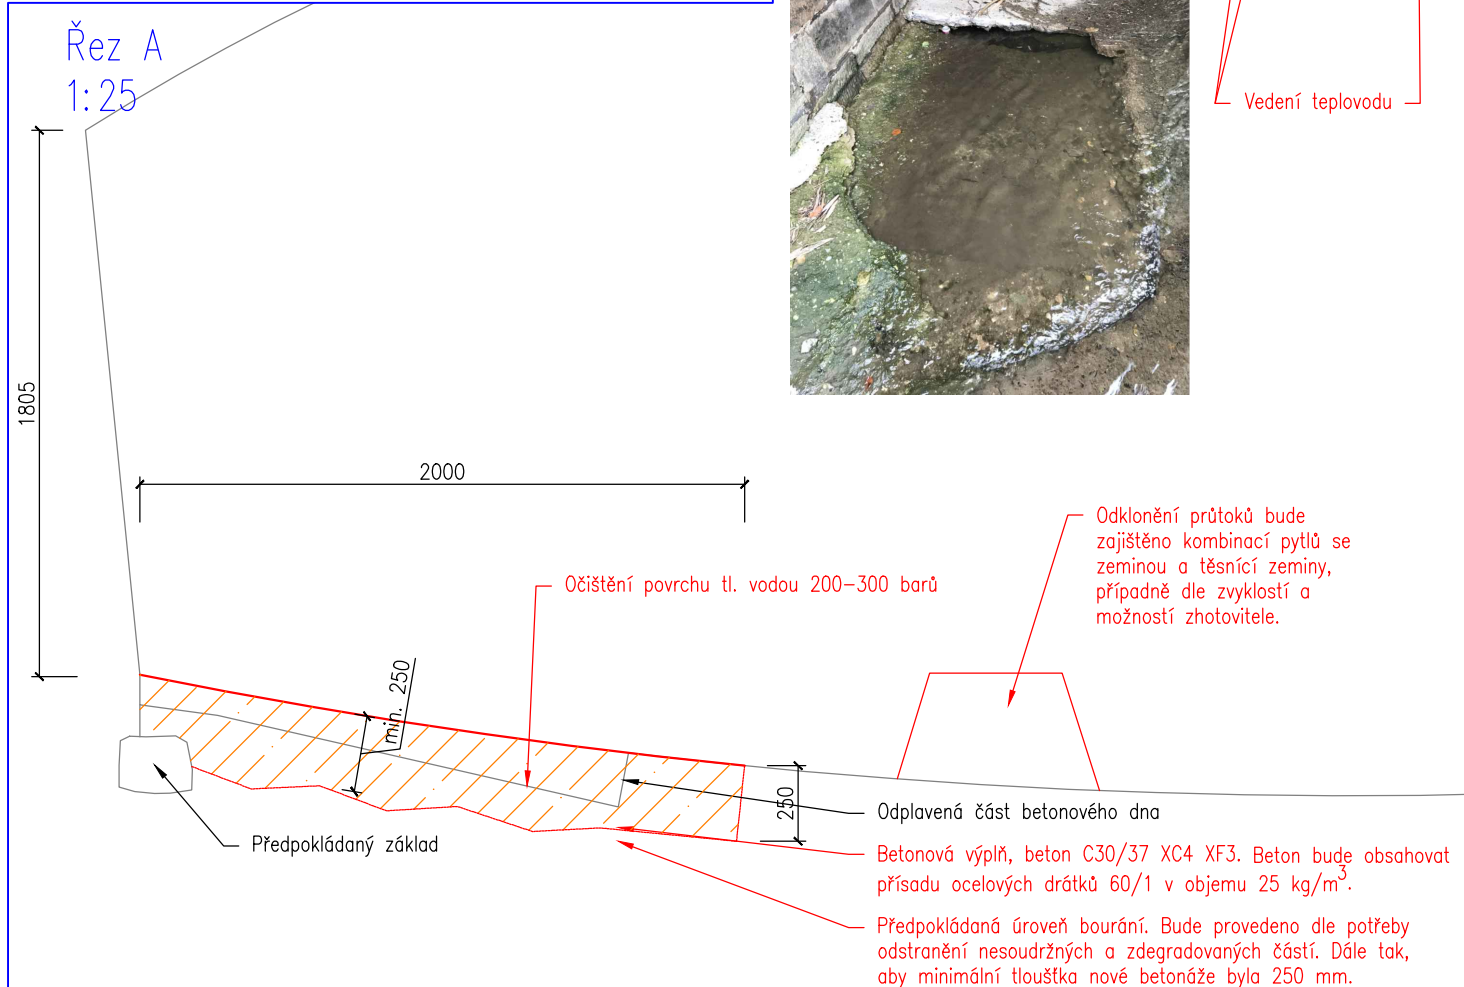 Řez A
1:25
Vedení teplovodu
1805
2000
Odklonění průtoků bude
zajištěno kombinací pytlů se
zeminou a těsnící zeminy,
případně dle zvyklostí a
možností zhotovitele.
Očištění povrchu tl. vodou 200-300 barů
min. 250
250
Odplavená část betonového dna
Předpokládaný základ
Betonová výplň, beton C30/37 XC4 XF3. Beton bude obsahovat
přísadu ocelových drátků 60/1 v objemu 25 kg/m³.
Předpokládaná úroveň bourání. Bude provedeno dle potřeby
odstranění nesoudržných a zdegradovaných částí. Dále tak,
aby minimální tloušťka nové betonáže byla 250 mm.